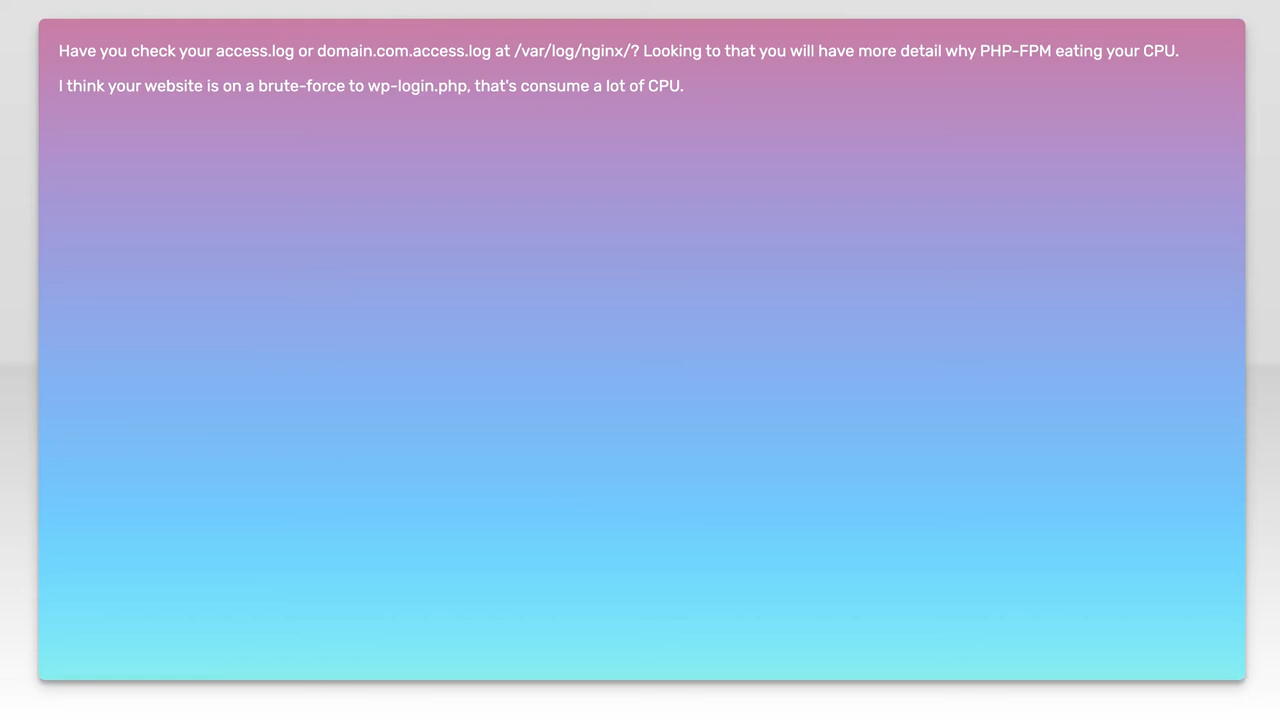 Have you check your access.log or domain.com.access.log at /var/log/nginx/? Looking to that you will have more detail why PHP-FPM eating your CPU.
I think your website is on a brute-force to wp-login.php, that's consume a lot of CPU.